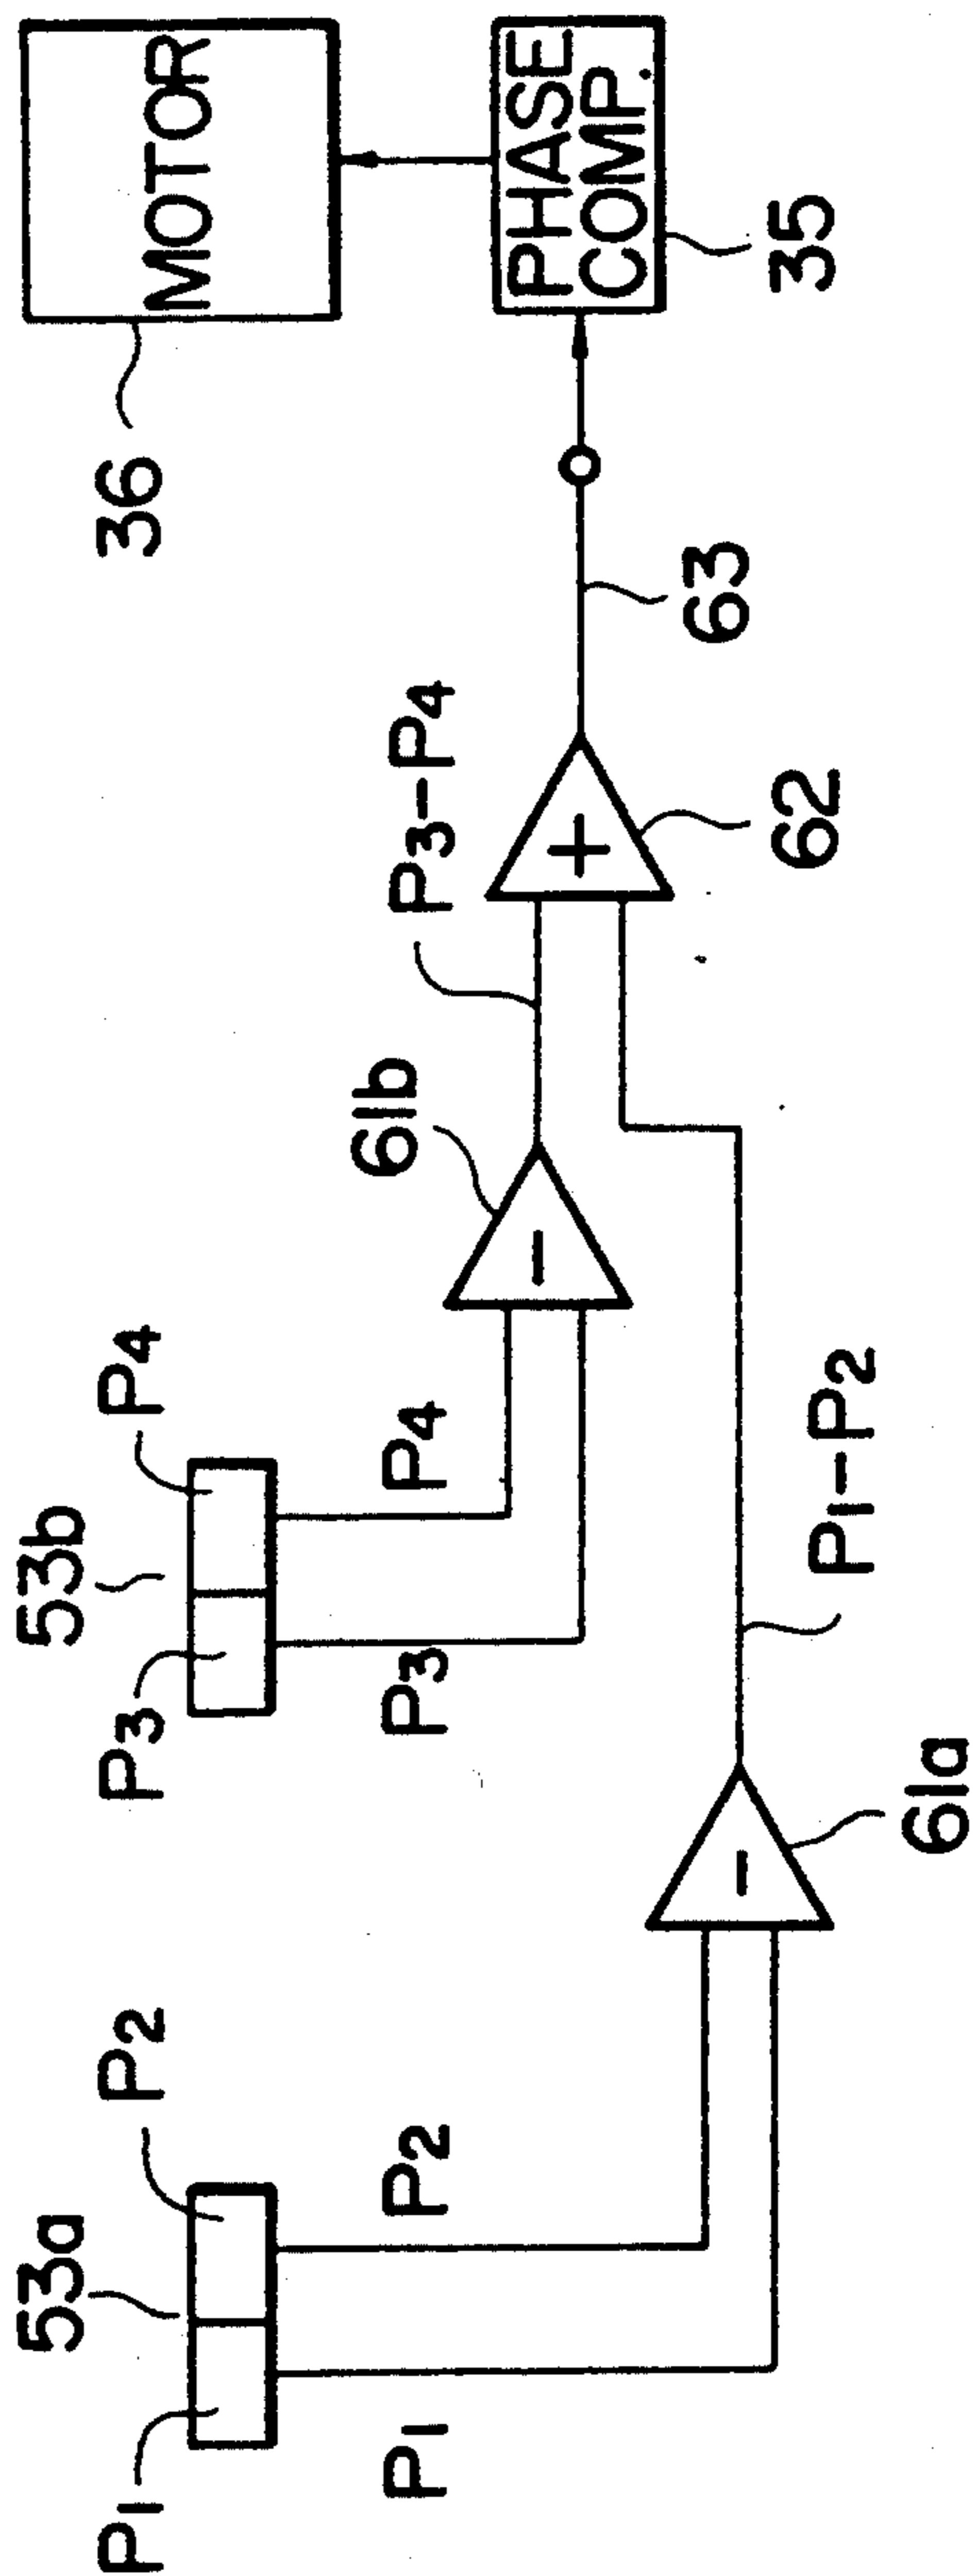 53a
P1
P2
P1
P2
61a
P1-P2
53b
P3
P4
P3
P4
61b
P3-P4
62
63
PHASE
COMP.
35
MOTOR
36
+
-
-